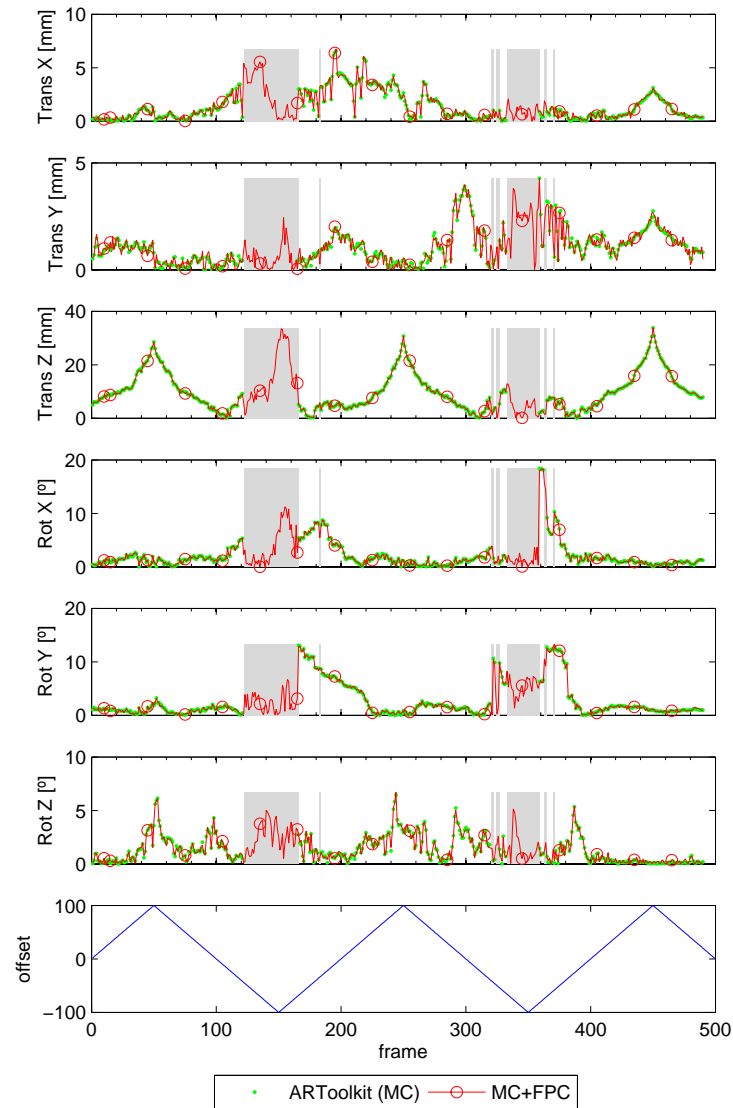 Trans X [mm]
10
5
0
Trans Y [mm]
5
0
Trans Z [mm]
40
20
0
Rot X [º]
20
10
0
Rot Y [º]
20
10
0
Rot Z [º]
10
5
0
offset
100
0
−100
0 100 200 300 400 500
frame
ARToolkit (MC) MC+FPC